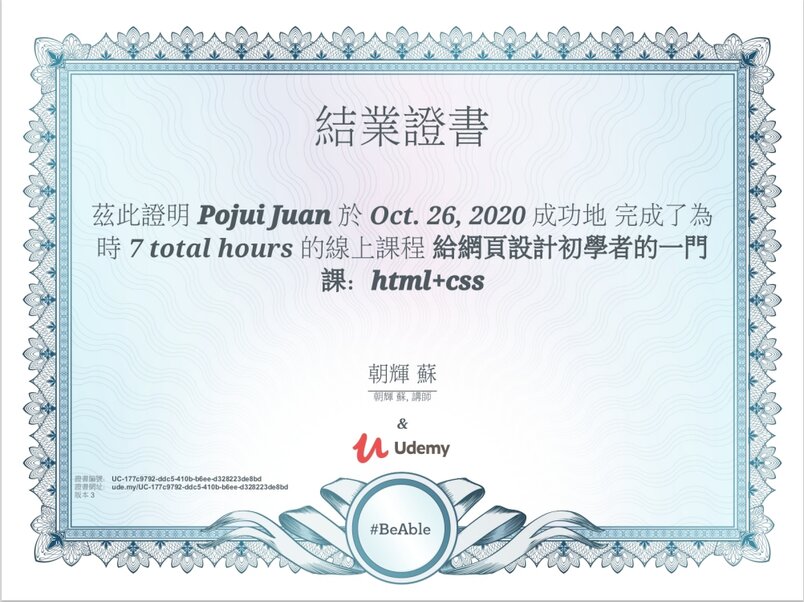 結業證書
茲此證明 Pojui Juan 於 Oct. 26, 2020 成功地 完成了為
時 7 total hours 的線上課程 給網頁設計初學者的一門
課： html+css
朝輝 蘇
朝輝 蘇, 講師
&
Udemy
證書編號： UC-177c9792-ddc5-410b-b6ee-d328223de8bd
證書網址： ude.my/UC-177c9792-ddc5-410b-b6ee-d328223de8bd
版本 3
#BeAble